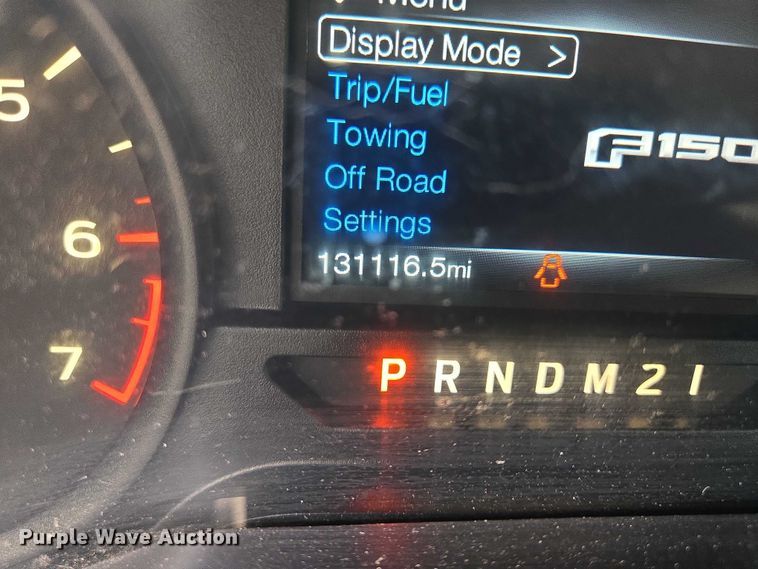 Menu
Display Mode >
Trip/Fuel
Towing
Off Road
Settings
F150
131116.5mi
5
6
7
P R N D M 2 1
Purple Wave Auction